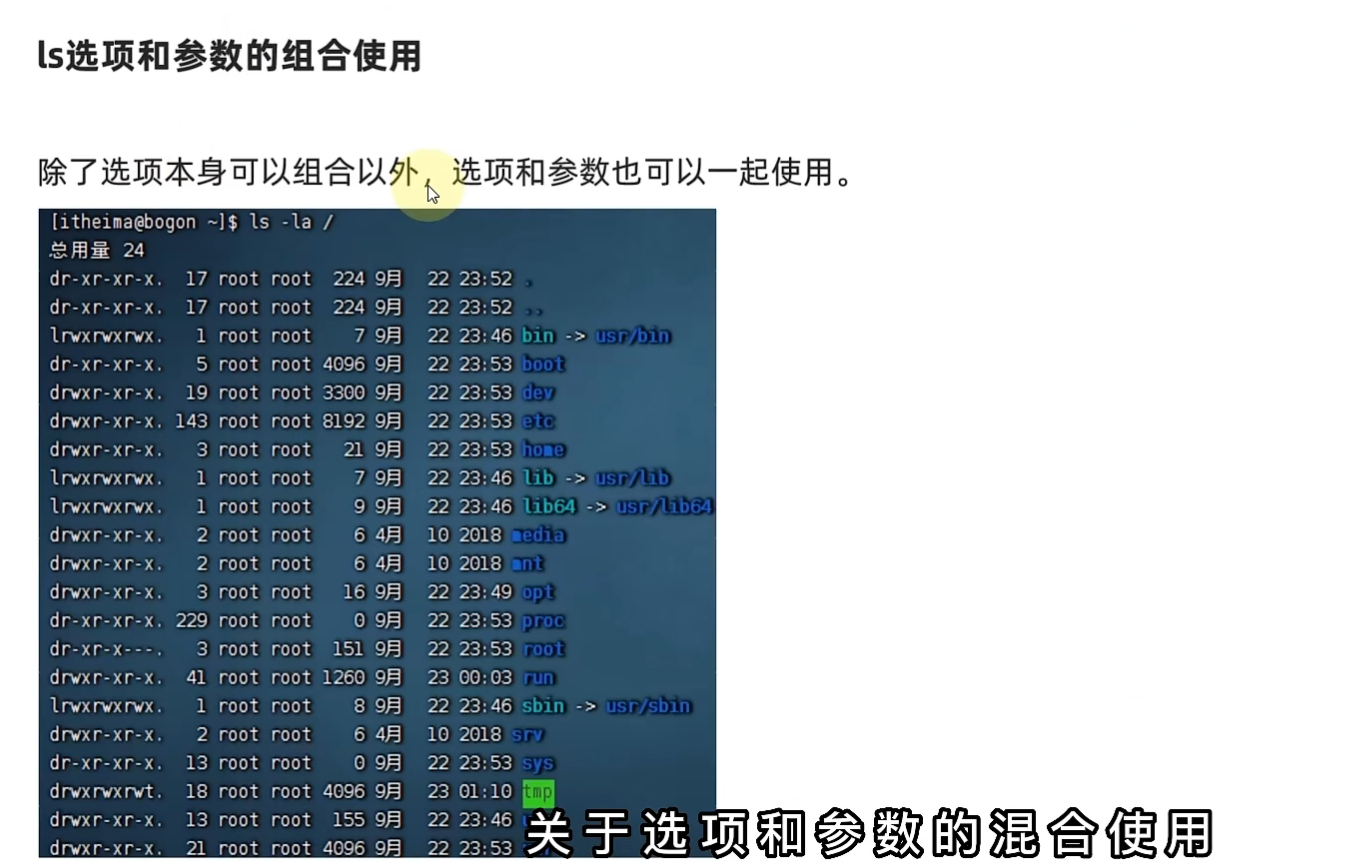 ls选项和参数的组合使用
除了选项本身可以组合以外，选项和参数也可以一起使用。
[itheima@bogon ~]$ ls -la /
总用量 24
dr-xr-xr-x. 17 root root 224 9月 22 23:52 .
dr-xr-xr-x. 17 root root 224 9月 22 23:52 ..
lrwxrwxrwx. 1 root root 7 9月 22 23:46 bin -> usr/bin
dr-xr-xr-x. 5 root root 4096 9月 22 23:53 boot
drwxr-xr-x. 19 root root 3300 9月 22 23:53 dev
drwxr-xr-x. 143 root root 8192 9月 22 23:53 etc
drwxr-xr-x. 3 root root 21 9月 22 23:53 home
lrwxrwxrwx. 1 root root 7 9月 22 23:46 lib -> usr/lib
lrwxrwxrwx. 1 root root 9 9月 22 23:46 lib64 -> usr/lib64
drwxr-xr-x. 2 root root 6 4月 10 2018 media
drwxr-xr-x. 2 root root 6 4月 10 2018 mnt
drwxr-xr-x. 3 root root 16 9月 22 23:49 opt
dr-xr-xr-x. 229 root root 0 9月 22 23:53 proc
dr-xr-x---. 3 root root 151 9月 22 23:53 root
drwxr-xr-x. 41 root root 1260 9月 23 00:03 run
lrwxrwxrwx. 1 root root 8 9月 22 23:46 sbin -> usr/sbin
drwxr-xr-x. 2 root root 6 4月 10 2018 srv
dr-xr-xr-x. 13 root root 0 9月 22 23:53 sys
drwxrwxrwt. 18 root root 4096 9月 23 01:10 tmp
drwxr-xr-x. 13 root root 155 9月 22 23:46
drwxr-xr-x. 21 root root 4096 9月 22 23:53
关于选项和参数的混合使用